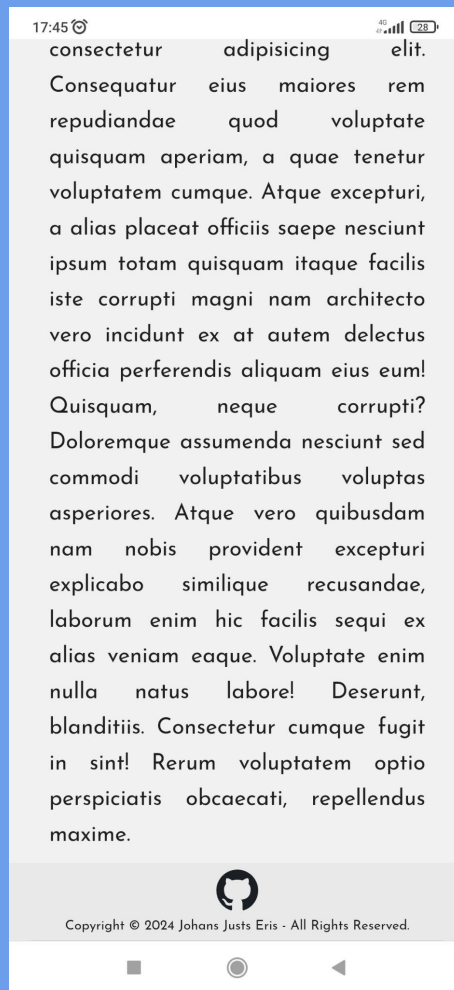 17:45
4G
28
consectetur adipisicing elit.
Consequatur eius maiores rem
repudiandae quod voluptate
quisquam aperiam, a quae tenetur
voluptatem cumque. Atque excepturi,
a alias placeat officiis saepe nesciunt
ipsum totam quisquam itaque facilis
iste corrupti magni nam architecto
vero incidunt ex at autem delectus
officia perferendis aliquam eius eum!
Quisquam, neque corrupti?
Doloremque assumenda nesciunt sed
commodi voluptatibus voluptas
asperiores. Atque vero quibusdam
nam nobis provident excepturi
explicabo similique recusandae,
laborum enim hic facilis sequi ex
alias veniam eaque. Voluptate enim
nulla natus labore! Deserunt,
blanditiis. Consectetur cumque fugit
in sint! Rerum voluptatem optio
perspiciatis obcaecati, repellendus
maxime.
Copyright © 2024 Johans Justs Eris - All Rights Reserved.